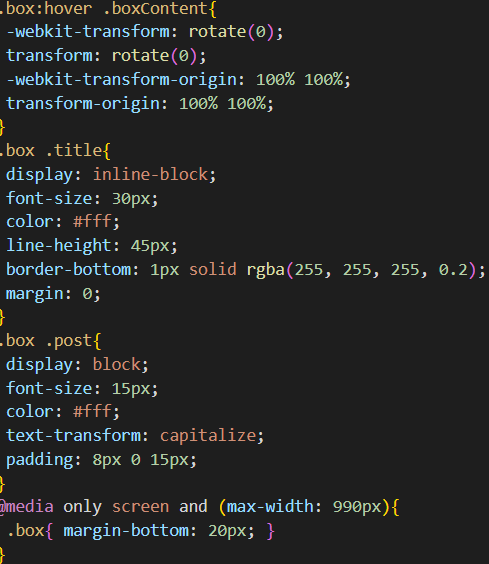 .box:hover .boxContent{
-webkit-transform: rotate(0);
transform: rotate(0);
-webkit-transform-origin: 100% 100%;
transform-origin: 100% 100%;
}
.box .title{
display: inline-block;
font-size: 30px;
color: #fff;
line-height: 45px;
border-bottom: 1px solid rgba(255, 255, 255, 0.2);
margin: 0;
}
.box .post{
display: block;
font-size: 15px;
color: #fff;
text-transform: capitalize;
padding: 8px 0 15px;
}
@media only screen and (max-width: 990px){
.box{ margin-bottom: 20px; }
}